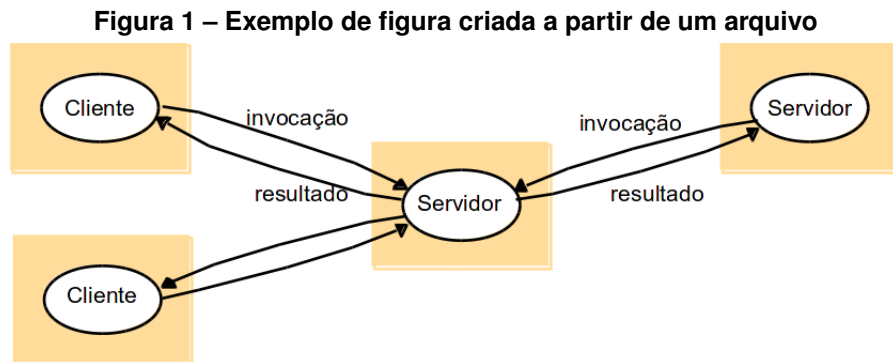 Figura 1 – Exemplo de figura criada a partir de um arquivo
Cliente
invocação
invocação
Servidor
resultado
Servidor
resultado
Cliente